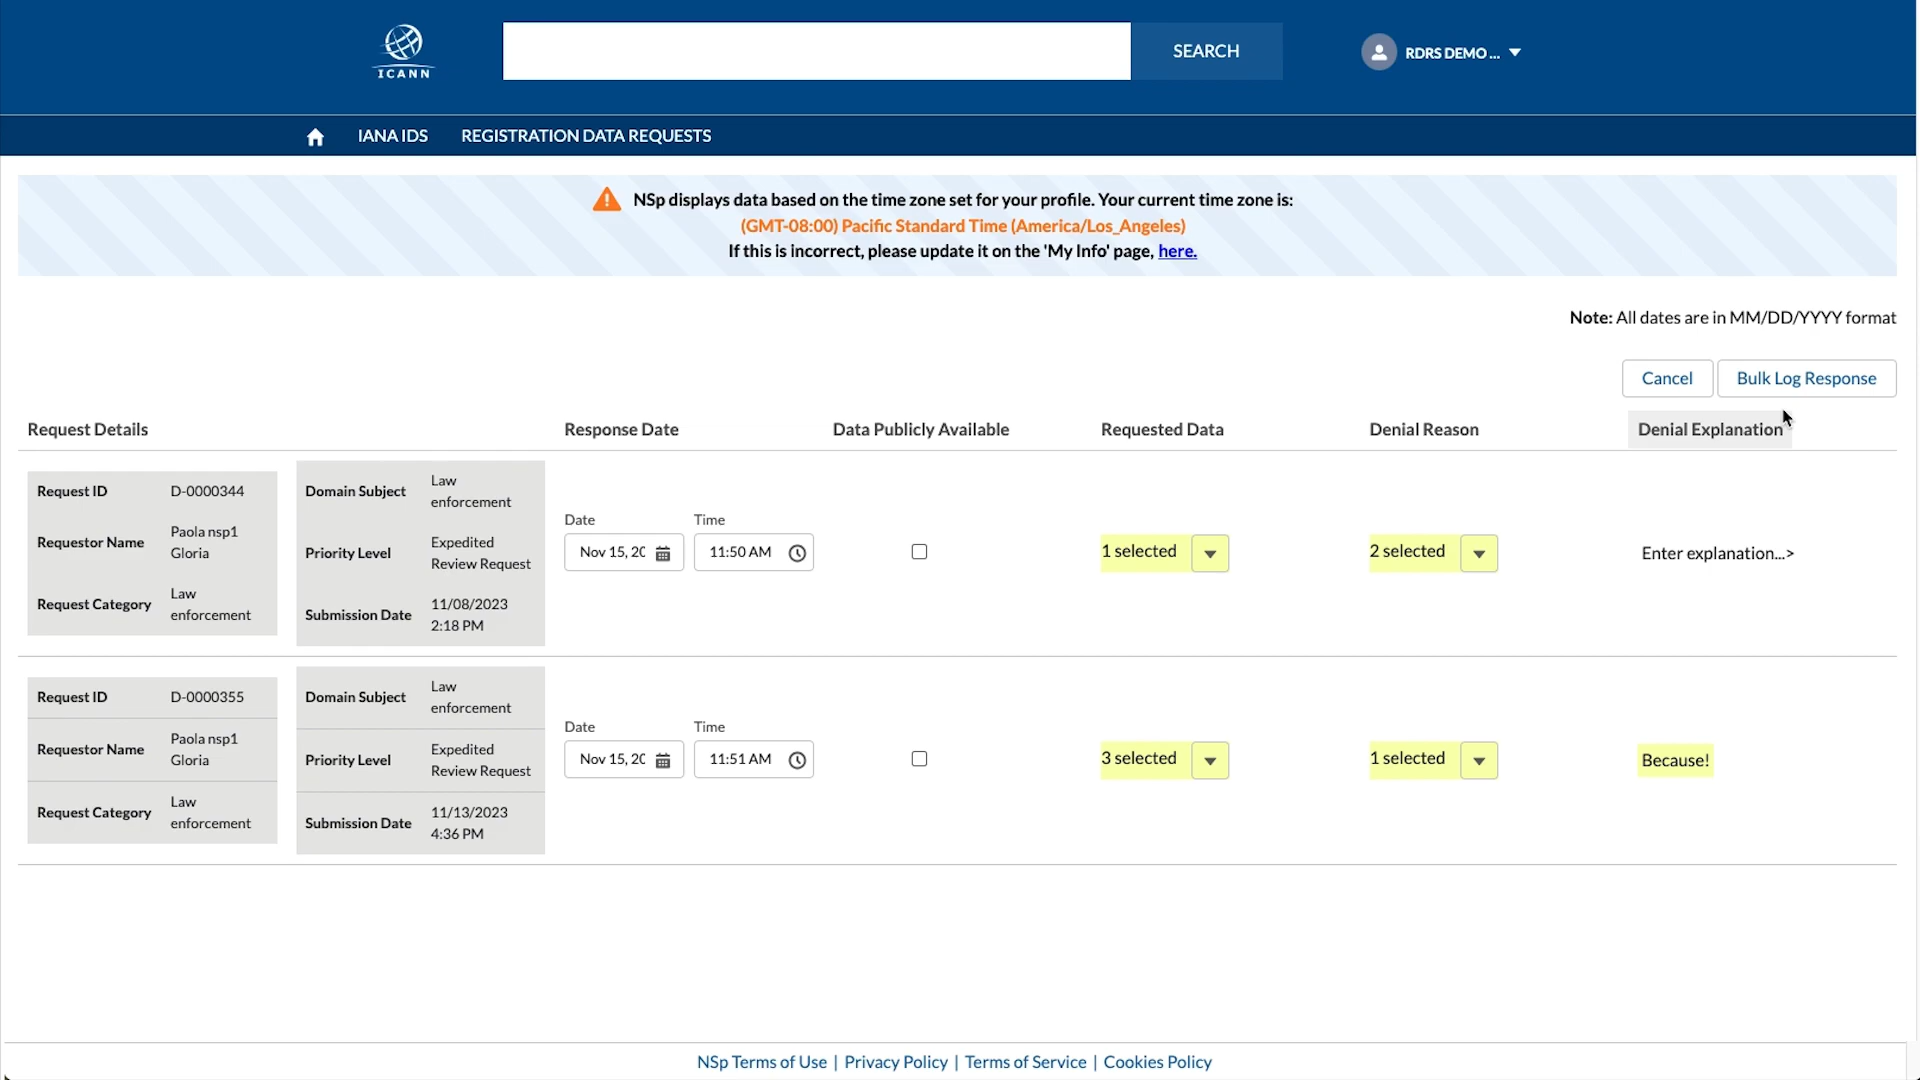 ICANN
SEARCH
RDRS DEMO ...
IANA IDS
REGISTRATION DATA REQUESTS
NSp displays data based on the time zone set for your profile. Your current time zone is:
(GMT-08:00) Pacific Standard Time (America/Los_Angeles)
If this is incorrect, please update it on the 'My Info' page, here.
Note: All dates are in MM/DD/YYYY format
Cancel
Bulk Log Response
Request Details
Response Date
Data Publicly Available
Requested Data
Denial Reason
Denial Explanation
Request ID
D-0000344
Requestor Name
Paola nsp1
Gloria
Request Category
Law
enforcement
Domain Subject
Law
enforcement
Priority Level
Expedited
Review Request
Submission Date
11/08/2023
2:18 PM
Date
Nov 15, 20
Time
11:50 AM
1 selected
2 selected
Enter explanation...>
Request ID
D-0000355
Requestor Name
Paola nsp1
Gloria
Request Category
Law
enforcement
Domain Subject
Law
enforcement
Priority Level
Expedited
Review Request
Submission Date
11/13/2023
4:36 PM
Date
Nov 15, 20
Time
11:51 AM
3 selected
1 selected
Because!
NSp Terms of Use | Privacy Policy | Terms of Service | Cookies Policy